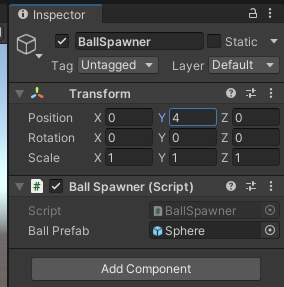 Inspector
BallSpawner Static
Tag Untagged Layer Default
Transform
Position X 0 Y 4 Z 0
Rotation X 0 Y 0 Z 0
Scale X 1 Y 1 Z 1
# Ball Spawner (Script)
Script # BallSpawner
Ball Prefab Sphere
Add Component